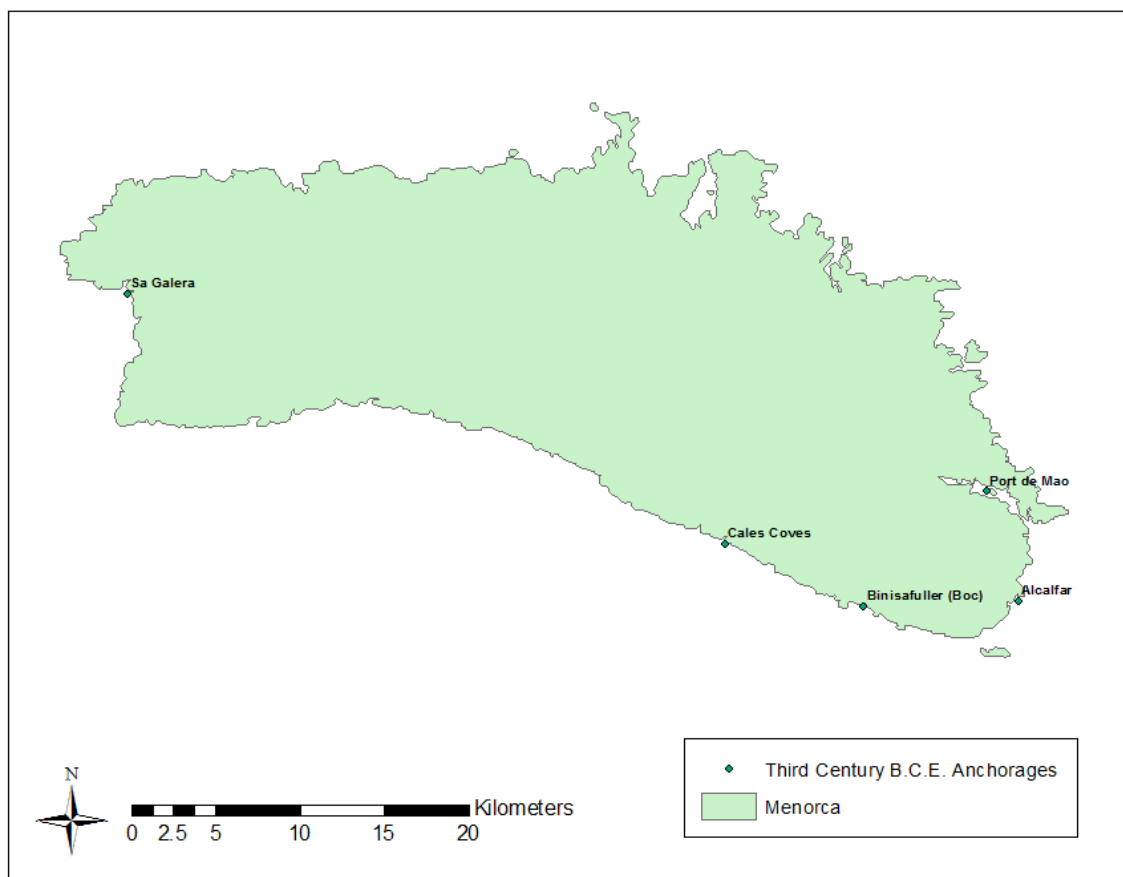 Sa Galera
Port de Mao
Cales Coves
Binisafuller (Boc)
Alcalfar
N
Kilometers
0 2.5 5 10 15 20
Third Century B.C.E. Anchorages
Menorca